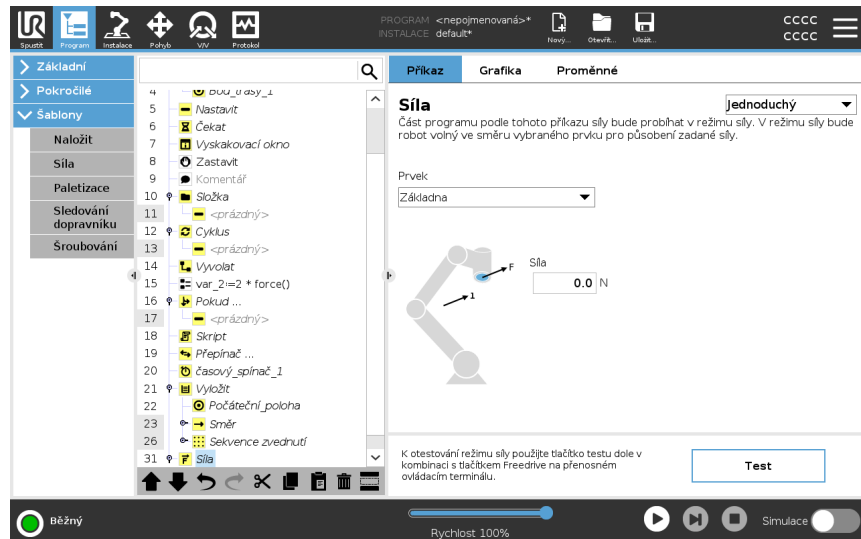 PROGRAM <nepojmenovaná>*
INSTALACE default*
Spustit
Program
Instalace
Pohyb
V/V
Protokol
Nový...
Otevřít...
Uložit...
CCCC
CCCC
Základní
Pokročilé
Šablony
Naložit
Síla
Paletizace
Sledování
dopravníku
Šroubování
4 Bod_trasy_1
5 Nastavit
6 Čekat
7 Vyskakovací okno
8 Zastavit
9 Komentář
10 Složka
11 <prázdný>
12 Cyklus
13 <prázdný>
14 Vyvolat
15 var_2:=2 * force()
16 Pokud ...
17 <prázdný>
18 Skript
19 Přepínač ...
20 časový_spínač_1
21 Vyložit
22 Počáteční_poloha
23 Směr
26 Sekvence zvednutí
31 Síla
Příkaz
Grafika
Proměnné
Síla
Jednoduchý
Část programu podle tohoto příkazu síly bude probíhat v režimu síly. V režimu síly bude
robot volný ve směru vybraného prvku pro působení zadané síly.
Prvek
Základna
F
1
Síla
0.0 N
K otestování režimu síly použijte tlačítko testu dole v
kombinaci s tlačítkem Freedrive na přenosném
ovládacím terminálu.
Test
Běžný
Rychlost 100%
Simulace